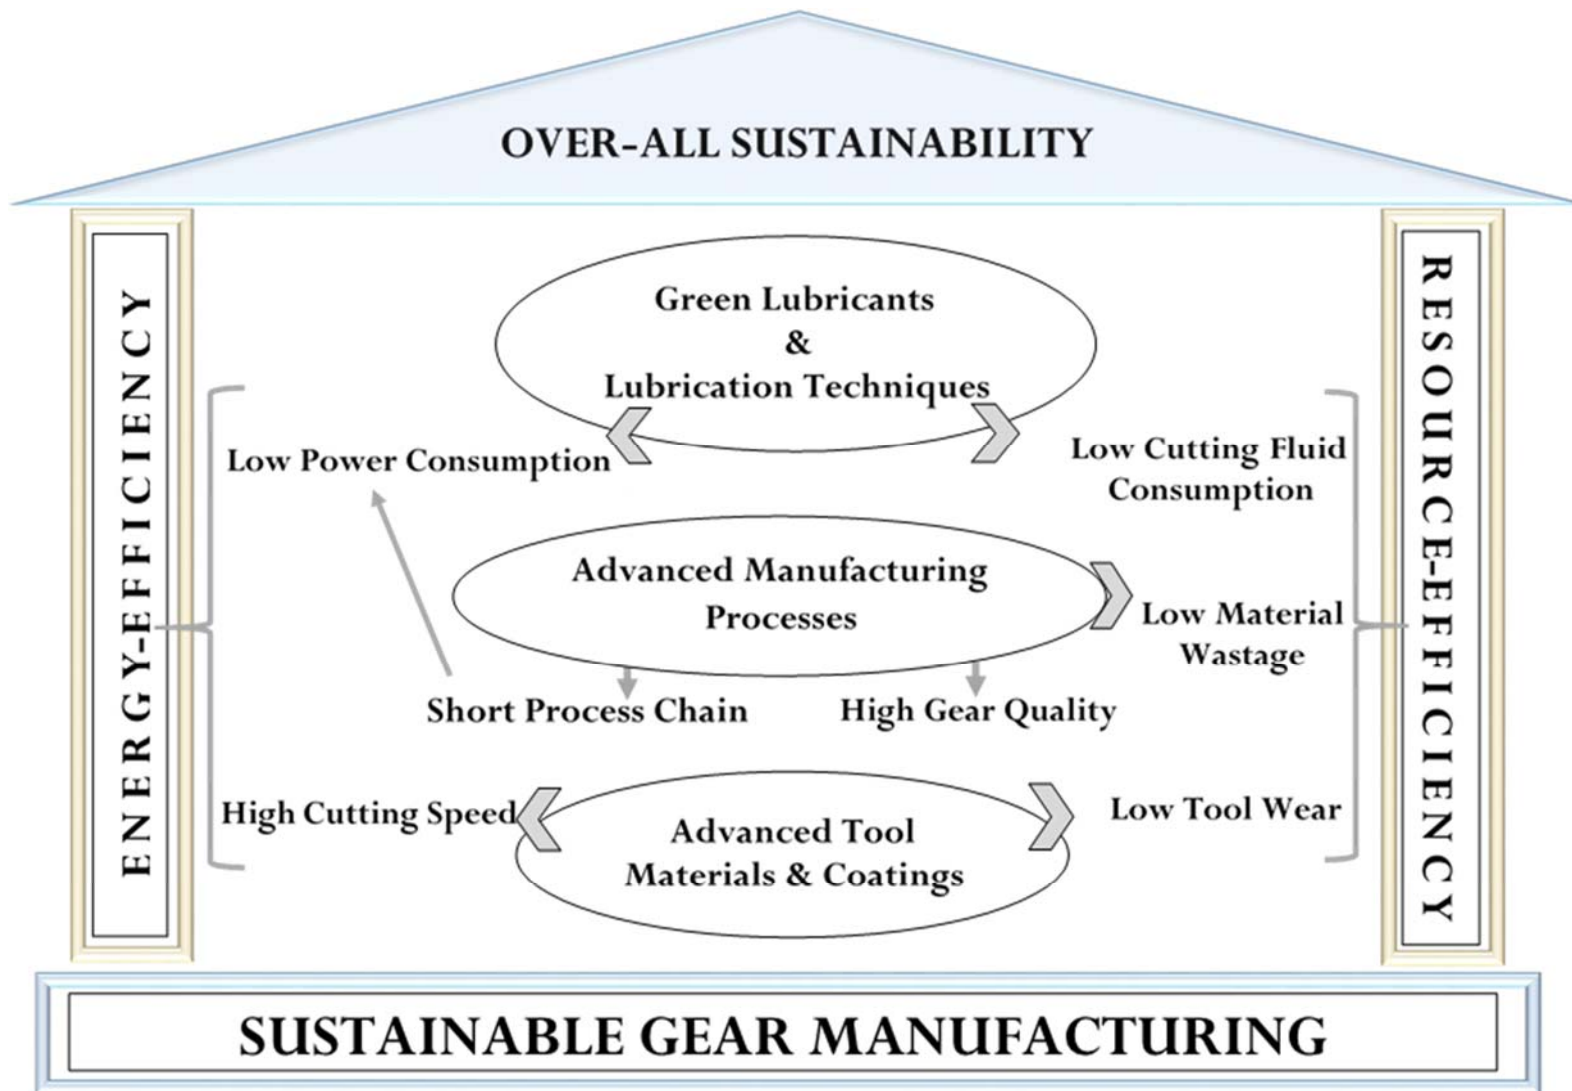 OVER-ALL SUSTAINABILITY
ENERGY-EFFICIENCY
Green Lubricants
&
Lubrication Techniques
Low Power Consumption
Low Cutting Fluid
Consumption
Advanced Manufacturing
Processes
Low Material
Wastage
Short Process Chain
High Gear Quality
High Cutting Speed
Advanced Tool
Materials & Coatings
Low Tool Wear
RESOURCE-EFFICIENCY
SUSTAINABLE GEAR MANUFACTURING